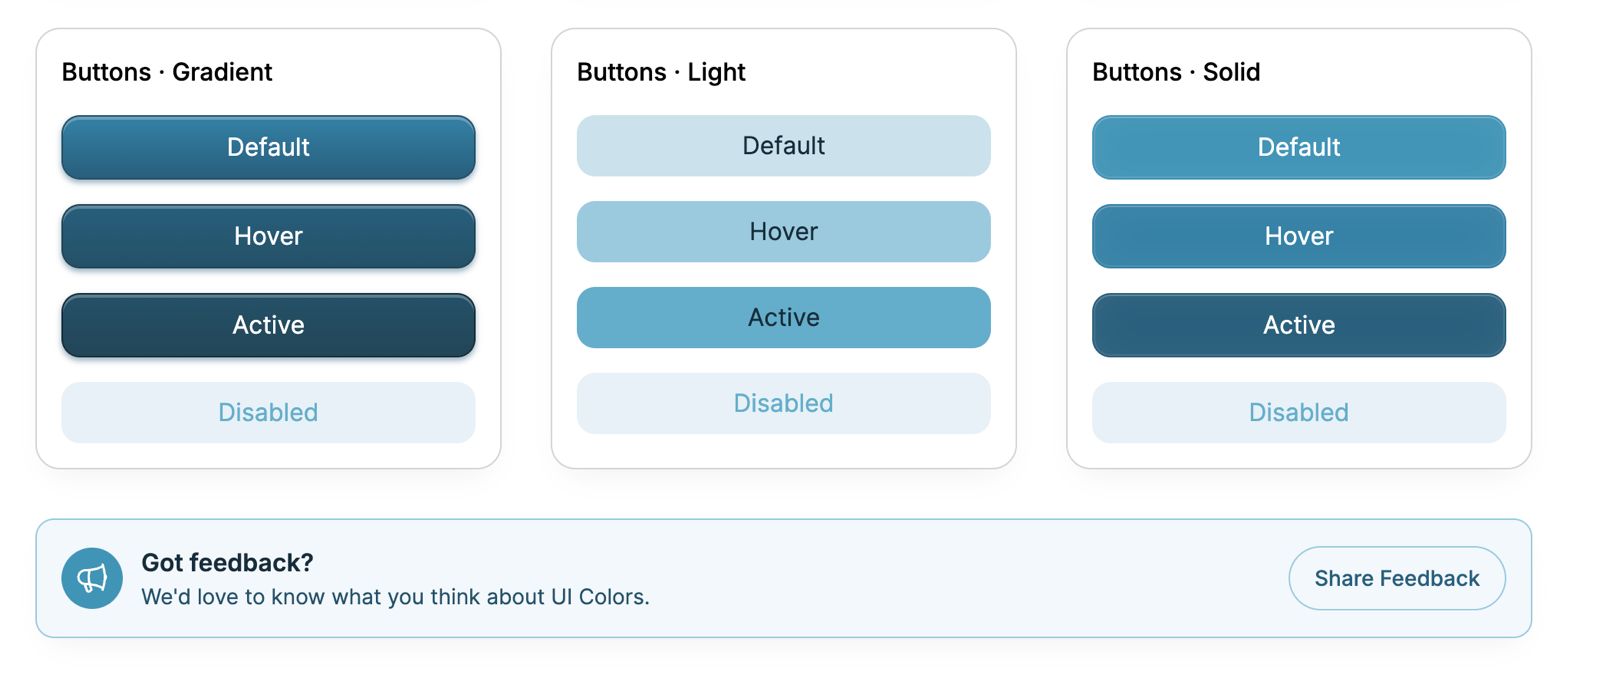 Buttons · Gradient
Default
Hover
Active
Disabled
Buttons · Light
Default
Hover
Active
Disabled
Buttons · Solid
Default
Hover
Active
Disabled
Got feedback?
We'd love to know what you think about UI Colors.
Share Feedback